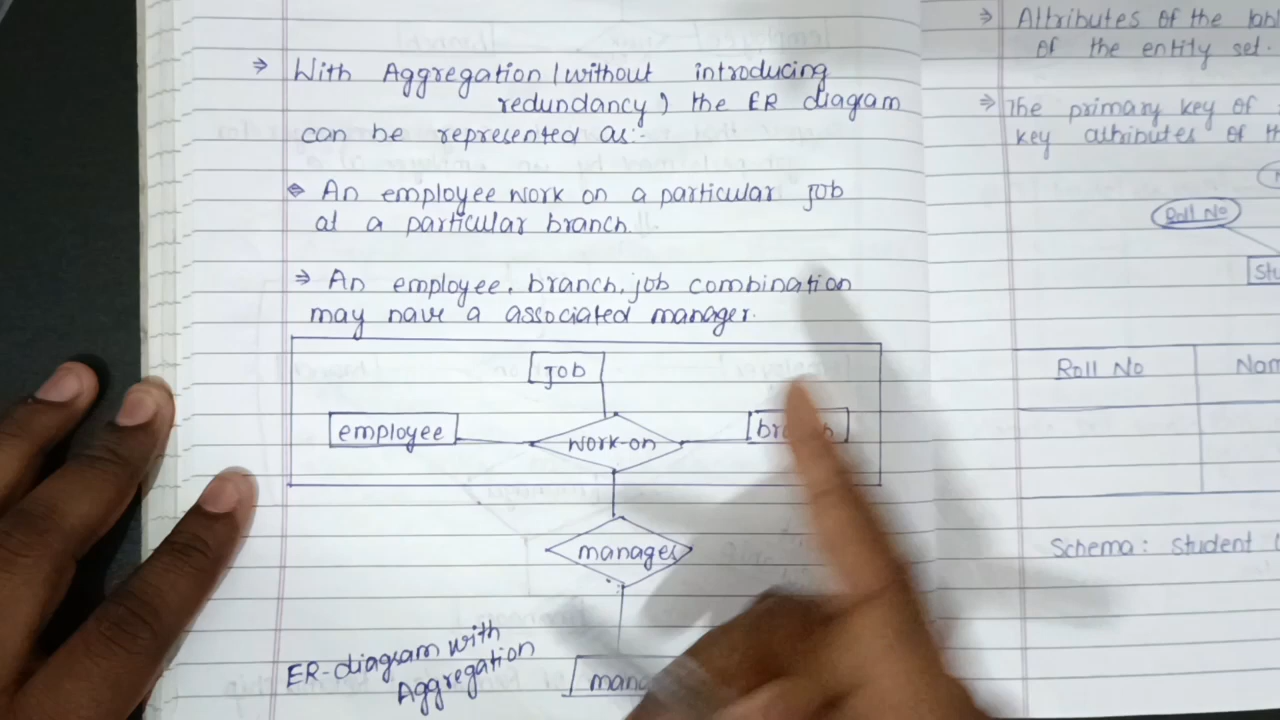 ⇒ With Aggregation (without introducing
redundancy) the ER diagram
can be represented as:-
⇒ An employee work on a particular job
at a particular branch.
⇒ An employee, branch, job combination
may have a associated manager.
job
employee
work-on
manages
ER-diagram with
Aggregation
⇒ Attributes of the
of the entity set.
⇒ The primary key of
key attributes of
Roll No
Roll No
Schema: Student